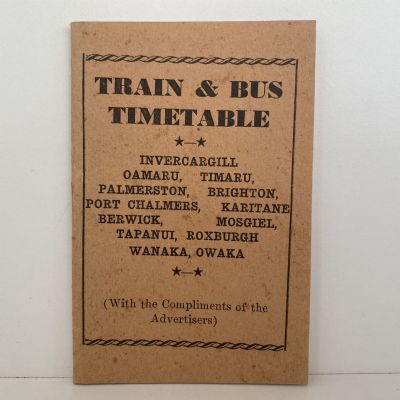 TRAIN & BUS
TIMETABLE
★—★
INVERCARGILL
OAMARU, TIMARU,
PALMERSTON, BRIGHTON,
PORT CHALMERS, KARITANE
BERWICK, MOSGIEL,
TAPANUI, ROXBURGH
WANAKA, OWAKA
★—★
(With the Compliments of the
Advertisers)